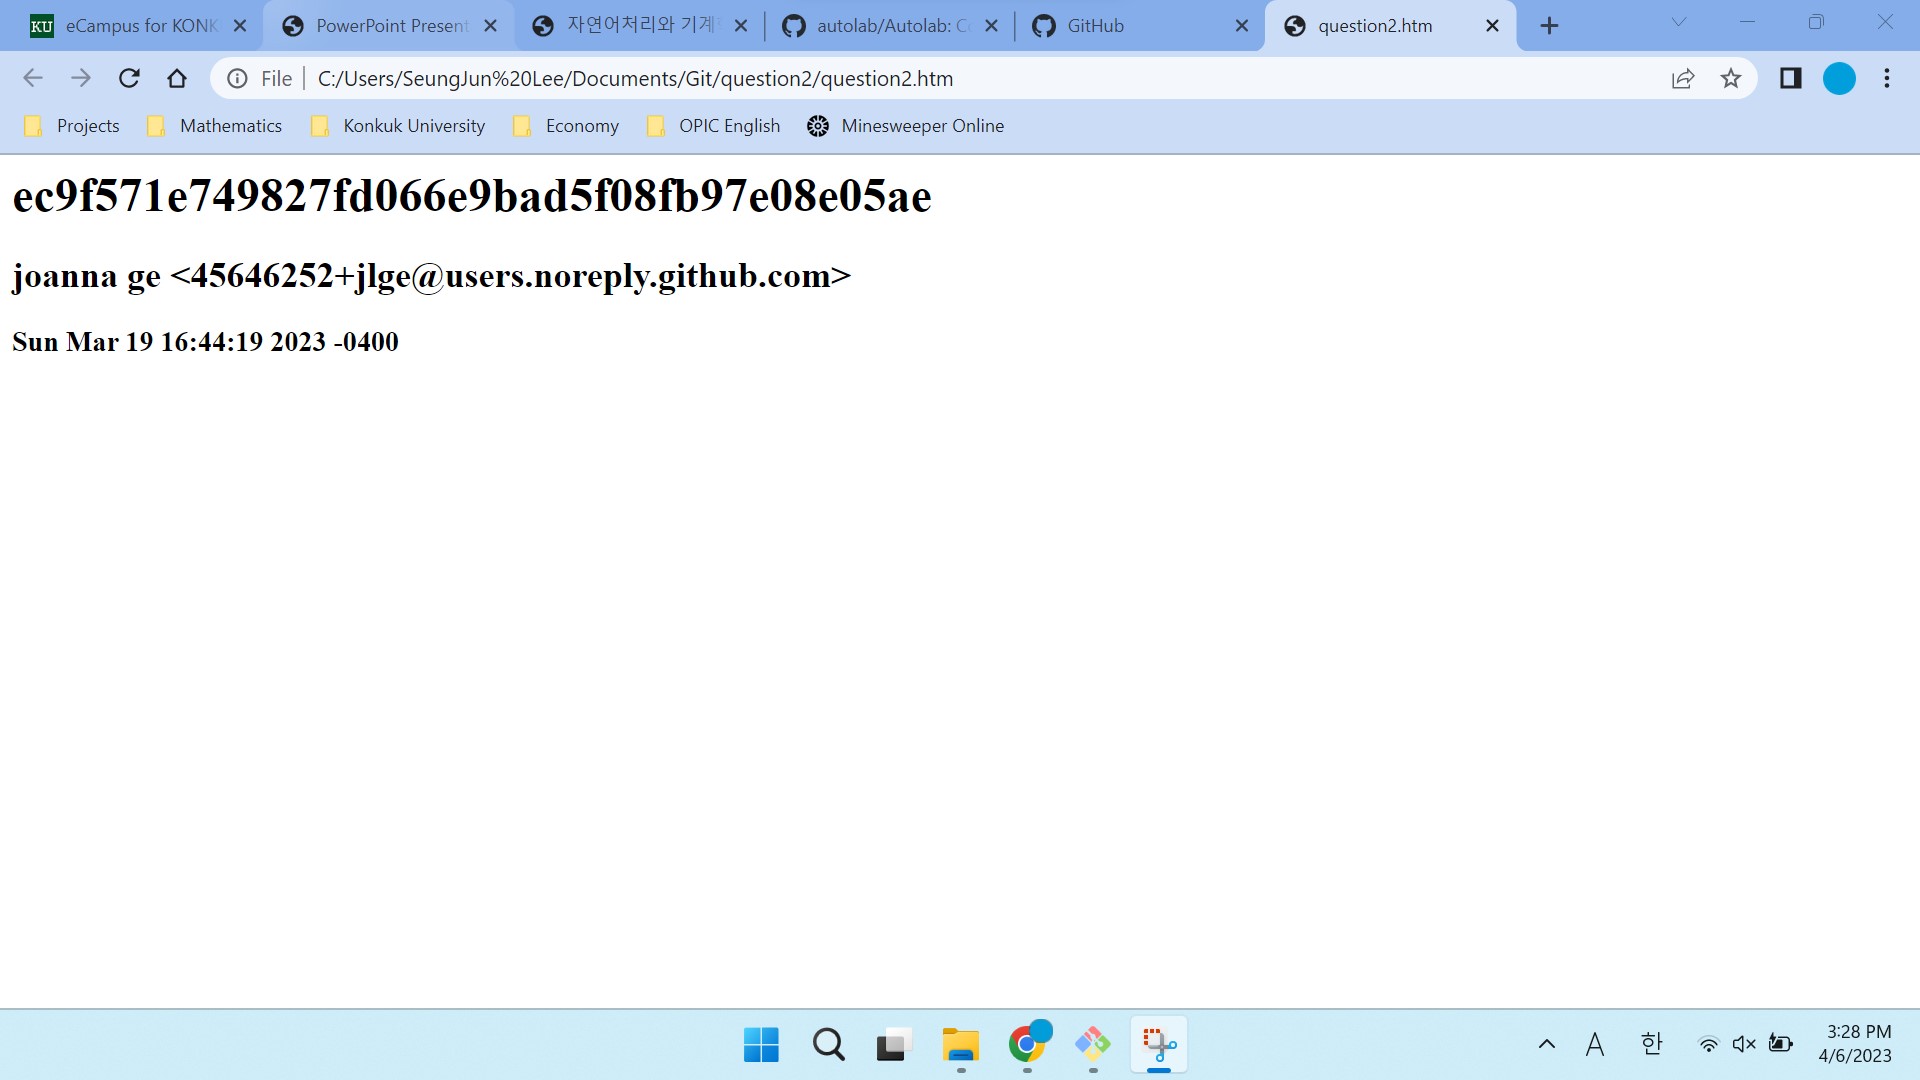 KU eCampus for KONK
PowerPoint Present
자연어처리와 기계
autolab/Autolab: Co
GitHub
question2.htm
File
C:/Users/SeungJun%20Lee/Documents/Git/question2/question2.htm
Projects
Mathematics
Konkuk University
Economy
OPIC English
Minesweeper Online
ec9f571e749827fd066e9bad5f08fb97e08e05ae
joanna ge <45646252+jlge@users.noreply.github.com>
Sun Mar 19 16:44:19 2023 -0400
A
한
3:28 PM
4/6/2023